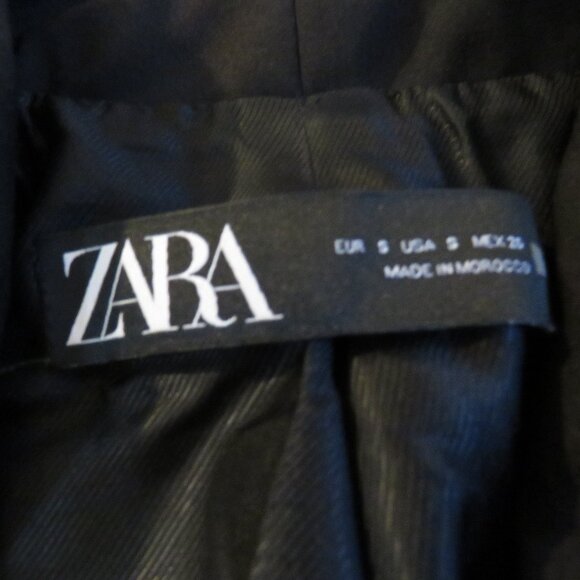 ZARA
EUR S USA S MEX 26
MADE IN MOROCCO